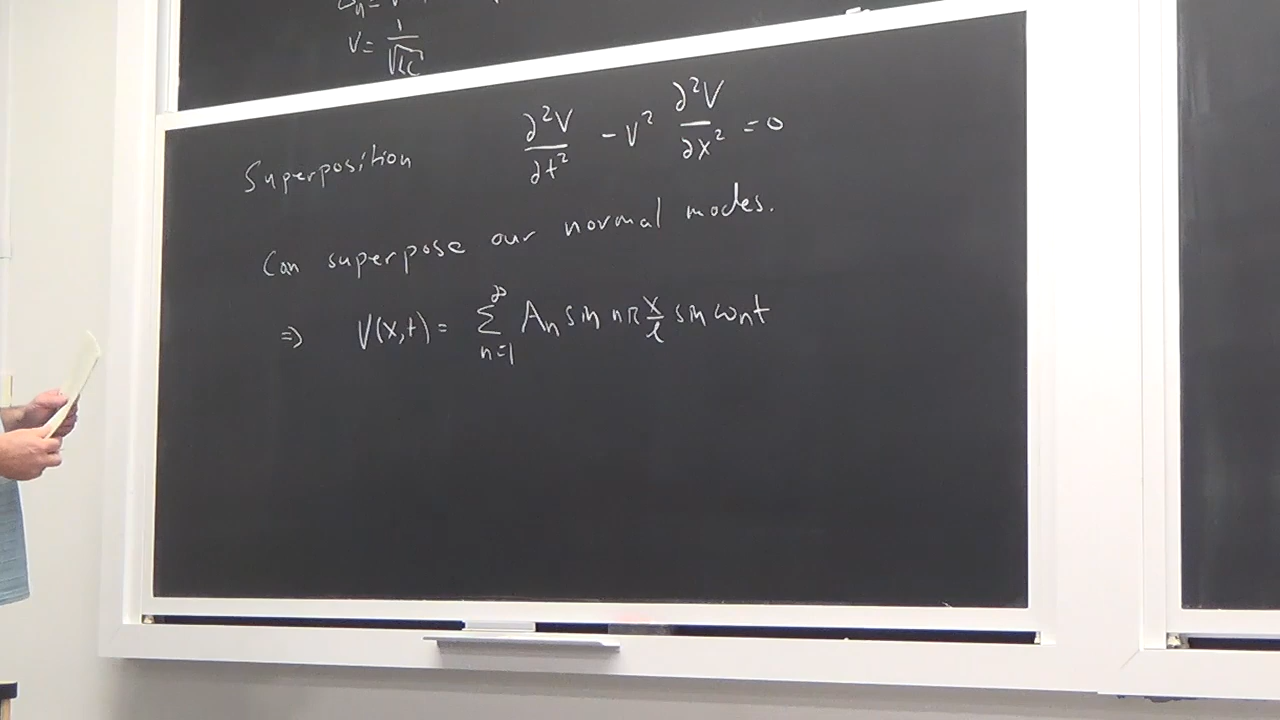 V = 1/√LC
Superposition ∂²V/∂t² - v² ∂²V/∂x² = 0
Can superpose our normal modes.
⇒ V(x,t) = ∑_{n=1}^{∞} A_n sin nπ x/ℓ sin ω_n t